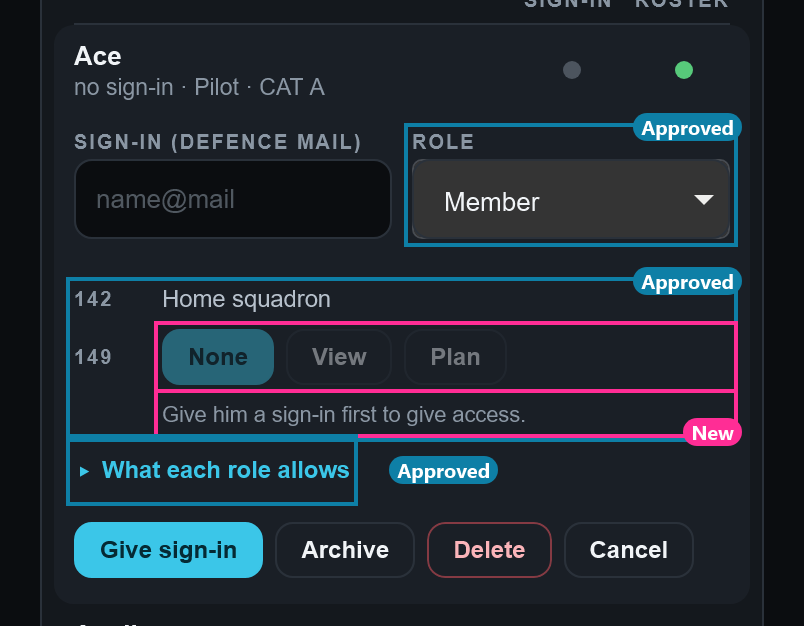 SIGN-IN ROSTER
Ace
no sign-in · Pilot · CAT A
SIGN-IN (DEFENCE MAIL)
ROLE
Approved
name@mail
Member
Approved
142 Home squadron
149 None View Plan
Give him a sign-in first to give access.
New
▸ What each role allows
Approved
Give sign-in Archive Delete Cancel